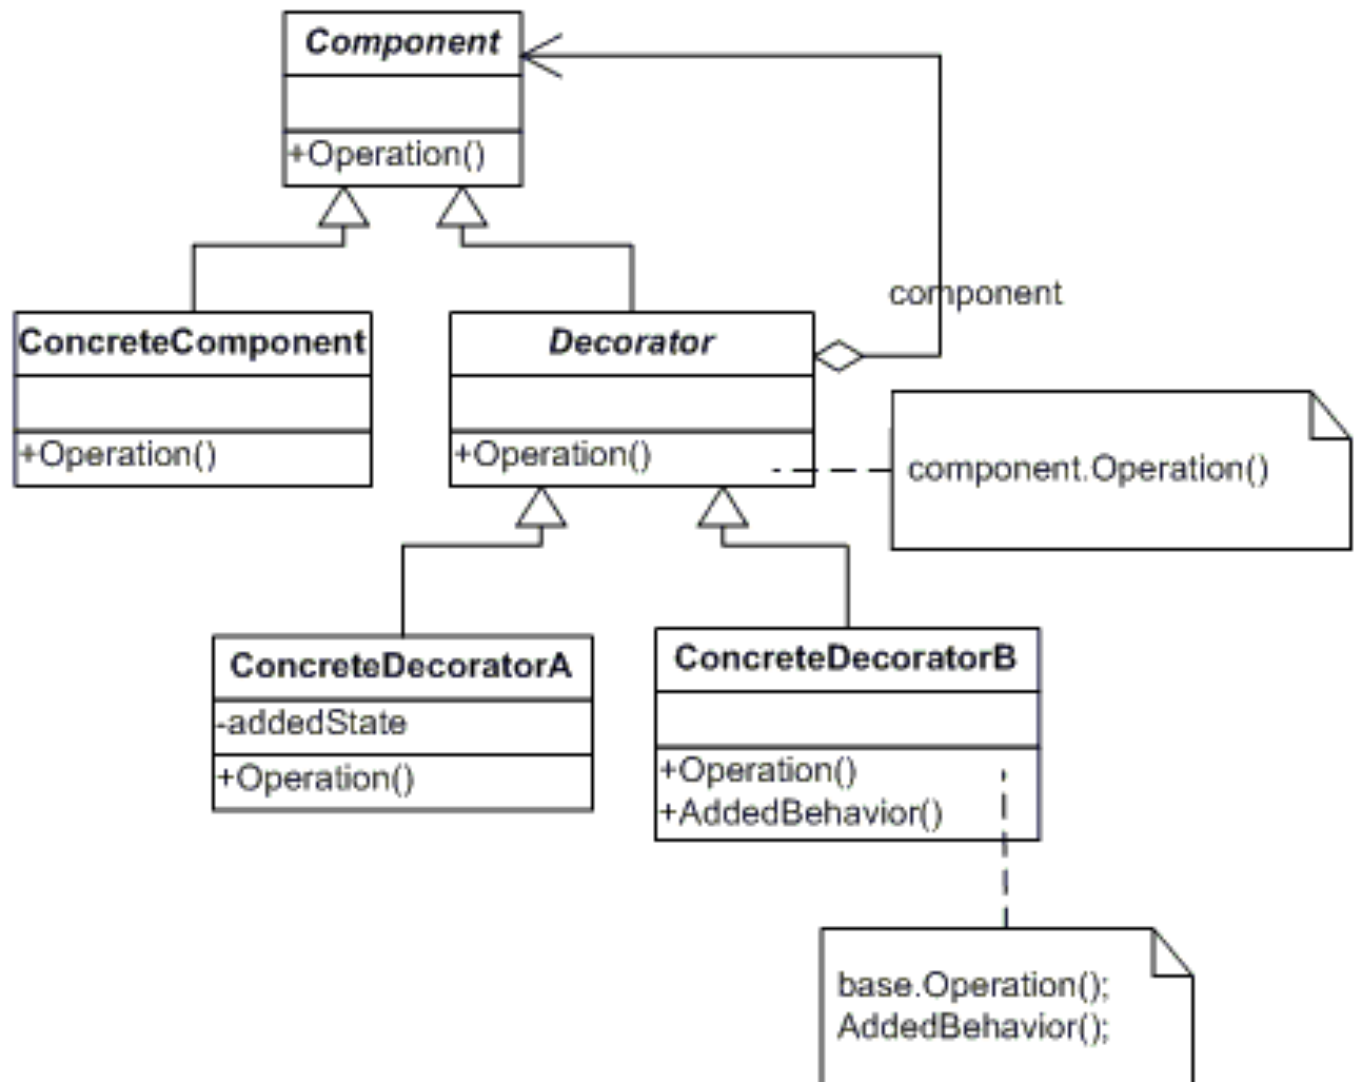 Component
+Operation()
component
ConcreteComponent
+Operation()
Decorator
+Operation()
component.Operation()
ConcreteDecoratorA
-addedState
+Operation()
ConcreteDecoratorB
+Operation()
+AddedBehavior()
base.Operation();
AddedBehavior();